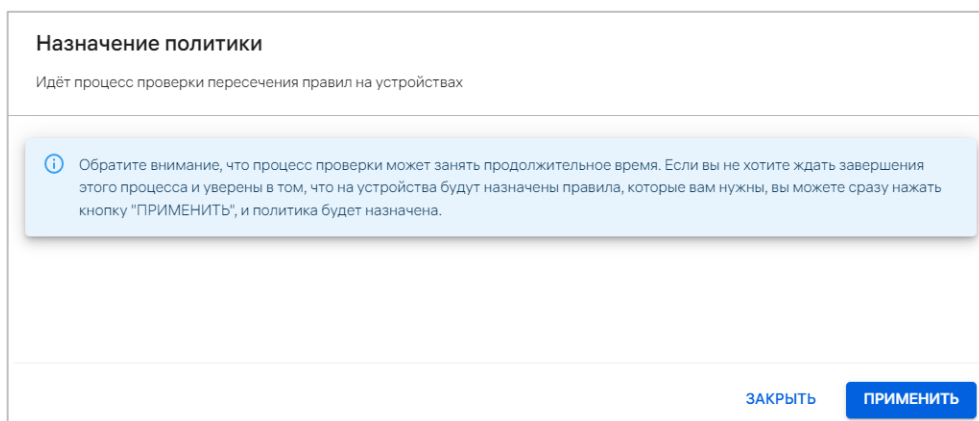 Назначение политики
Идёт процесс проверки пересечения правил на устройствах
Обратите внимание, что процесс проверки может занять продолжительное время. Если вы не хотите ждать завершения
этого процесса и уверены в том, что на устройства будут назначены правила, которые вам нужны, вы можете сразу нажать
кнопку "ПРИМЕНИТЬ", и политика будет назначена.
ЗАКРЫТЬ
ПРИМЕНИТЬ